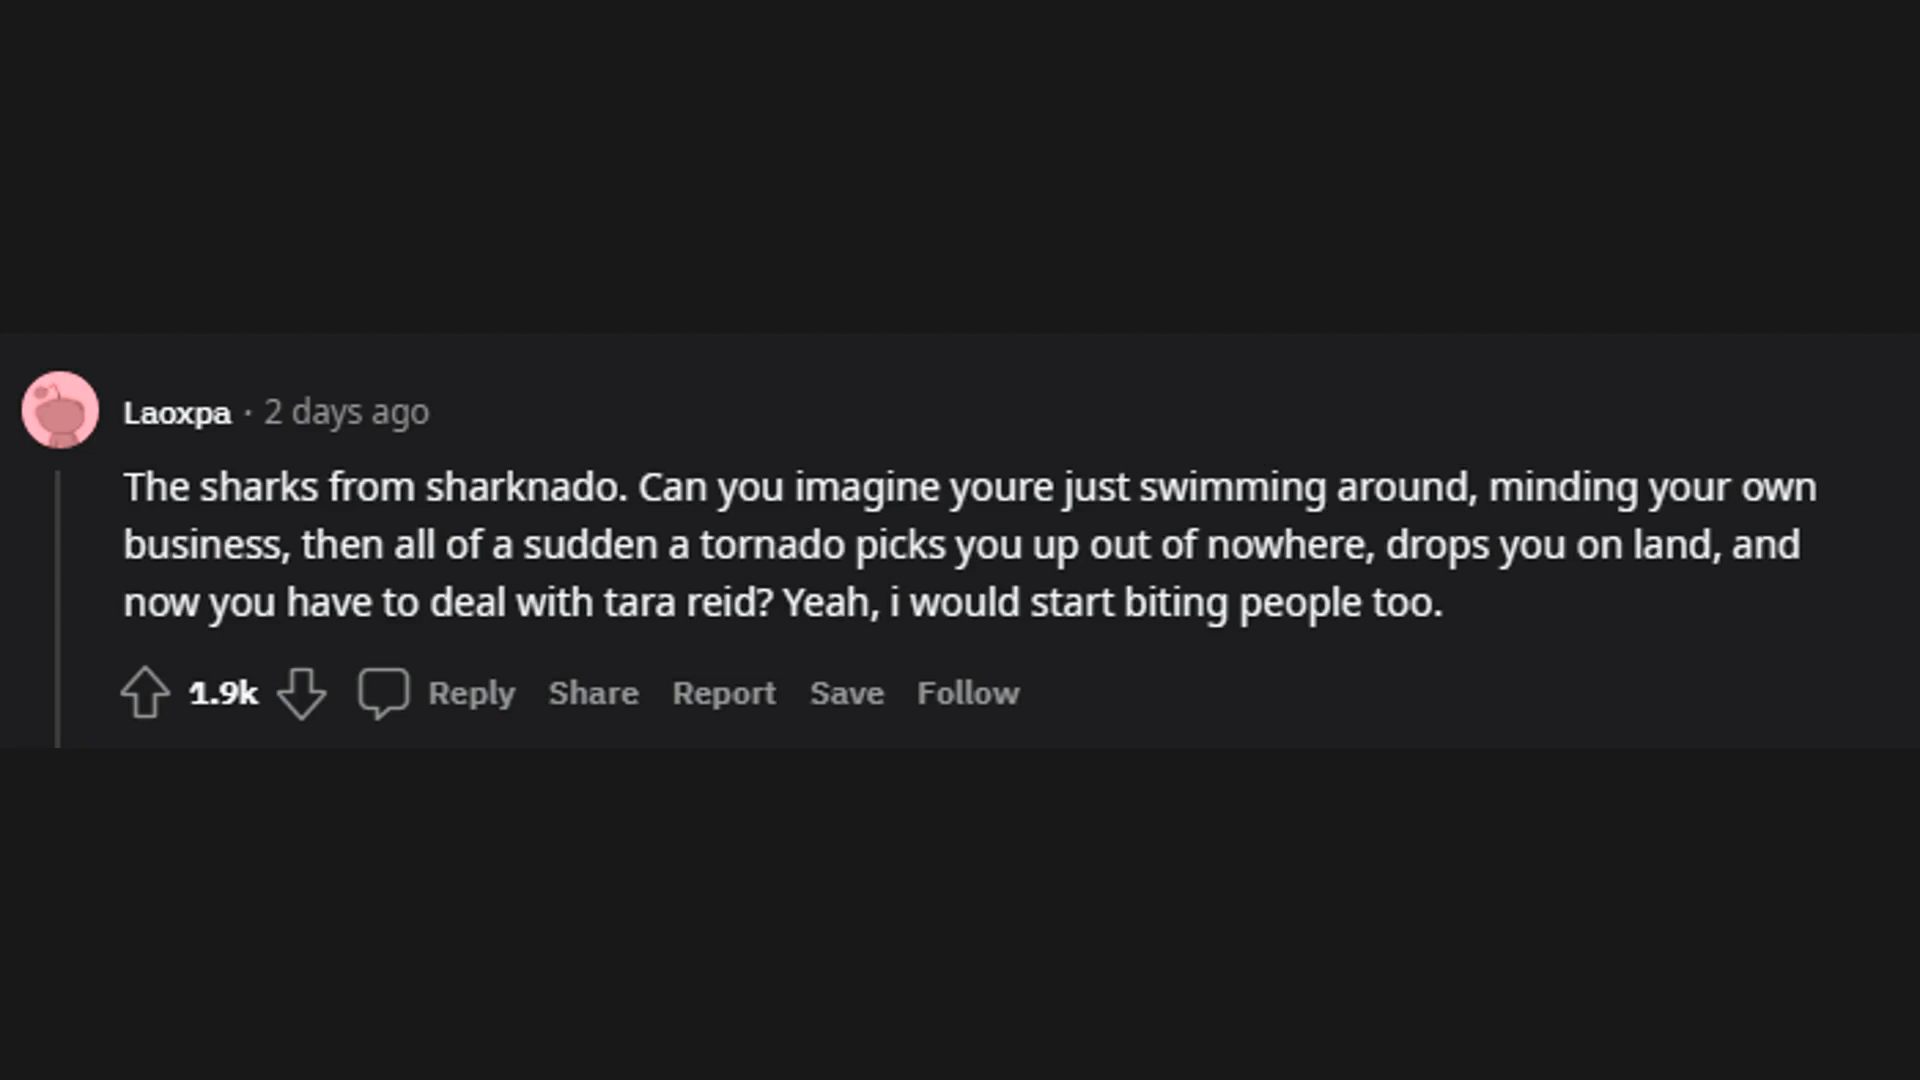 Laoxpa · 2 days ago
The sharks from sharknado. Can you imagine youre just swimming around, minding your own
business, then all of a sudden a tornado picks you up out of nowhere, drops you on land, and
now you have to deal with tara reid? Yeah, i would start biting people too.
1.9k Reply Share Report Save Follow